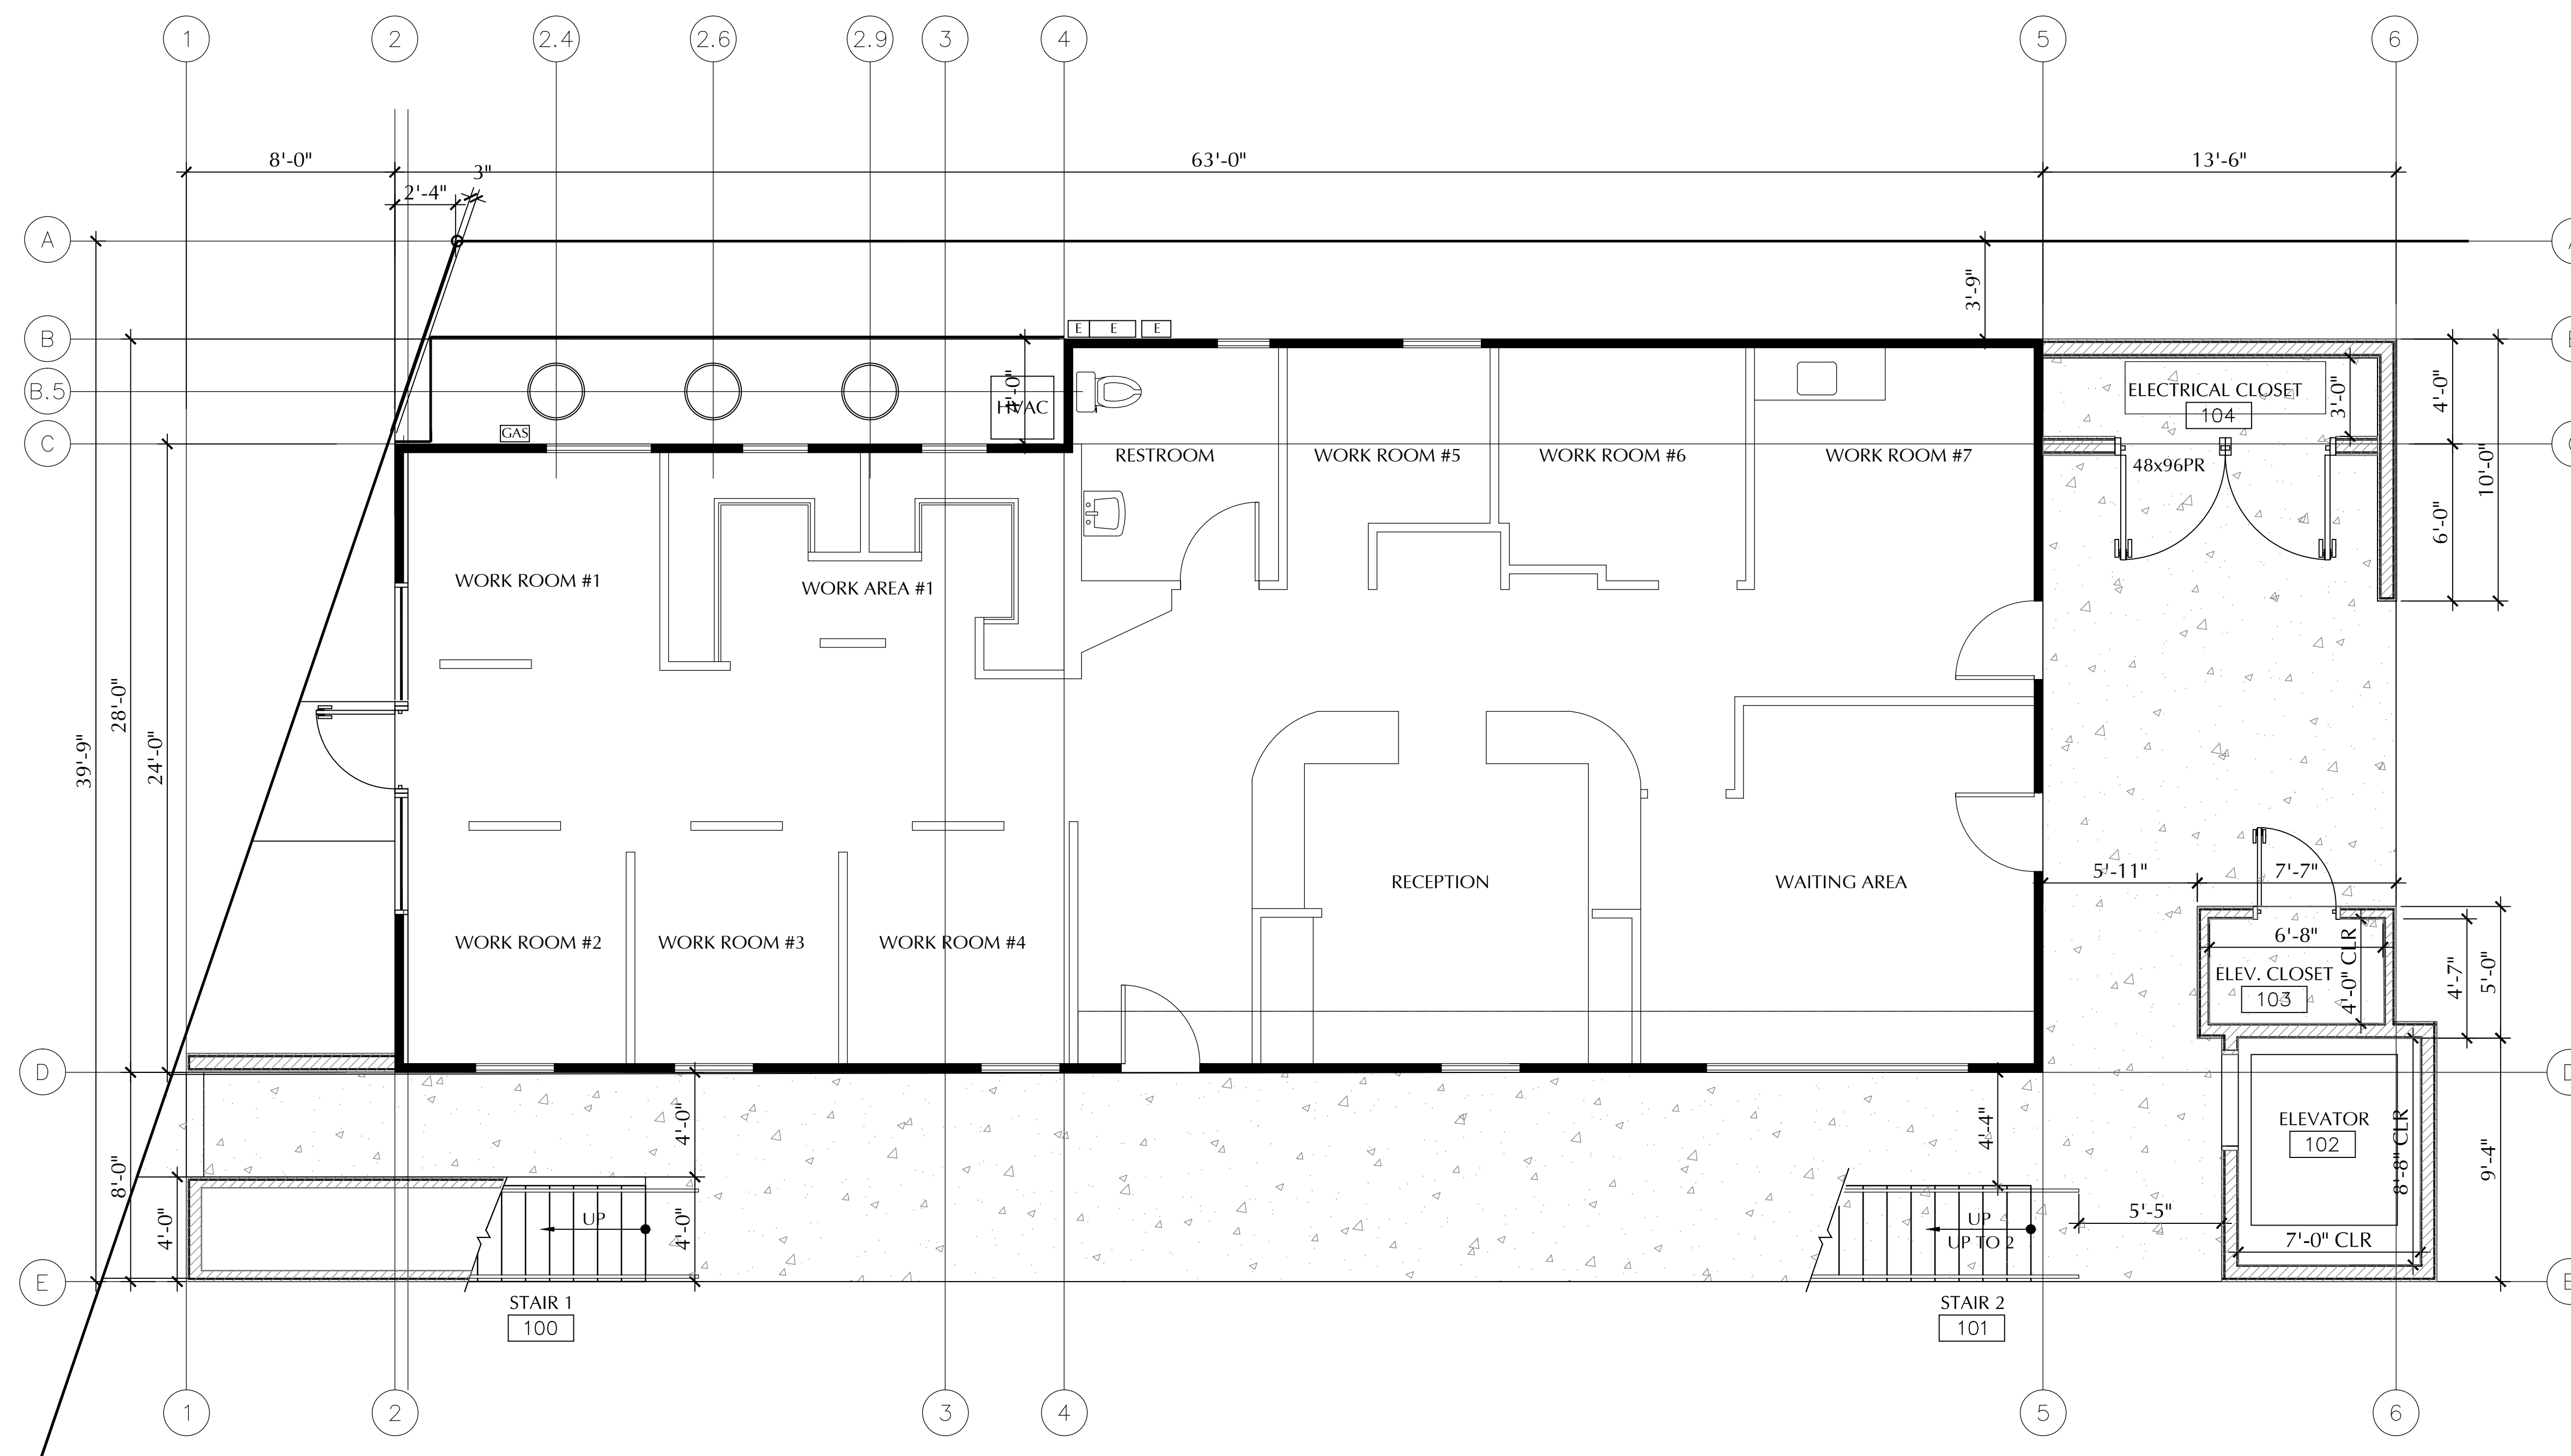 1
2
2.4
2.6
2.9
3
4
5
6
8'-0"
63'-0"
13'-6"
3"
2'-4"
A
3'-9"
B
E
E
E
B.5
4'-0"
HVAC
C
GAS
ELECTRICAL CLOSET
104
3'-0"
4'-0"
10'-0"
RESTROOM
WORK ROOM #5
WORK ROOM #6
WORK ROOM #7
48x96PR
6'-0"
WORK ROOM #1
WORK AREA #1
39'-9"
28'-0"
24'-0"
RECEPTION
WAITING AREA
5'-11"
7'-7"
WORK ROOM #2
WORK ROOM #3
WORK ROOM #4
6'-8"
4'-0" CLR
ELEV. CLOSET
103
4'-7"
5'-0"
D
D
4'-0"
4'-4"
ELEVATOR
102
8'-8" CLR
9'-4"
8'-0"
4'-0"
UP
4'-0"
UP
UP TO 2
5'-5"
7'-0" CLR
E
E
STAIR 1
100
STAIR 2
101
1
2
3
4
5
6